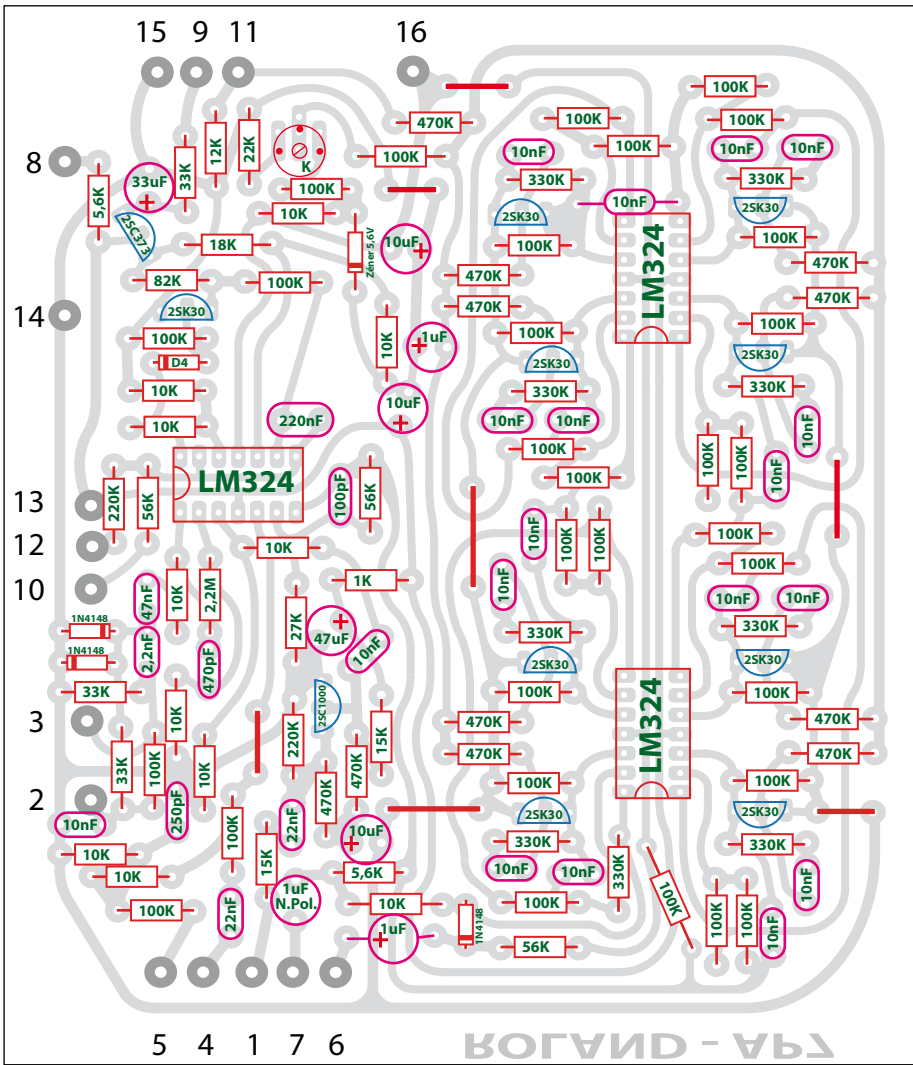 15 9 11 16
100K
470K
100K
100K
12K
22K
33K
K
100K
100K
10nF
10nF
10nF
8
5,6K
33uF
100K
330K
330K
10nF
10K
2SK30
2SK30
2SC373
18K
Zéner 5,6V
10uF
100K
100K
LM324
82K
100K
470K
470K
14
2SK30
470K
470K
100K
10K
1uF
100K
100K
D4
2SK30
2SK30
10K
330K
330K
10uF
10K
220nF
10nF
10nF
10nF
100K
100K
100K
LM324
100K
10nF
13
220K
56K
100pF
56K
12
10K
10nF
100K
100K
100K
100K
10
47nF
10K
2,2M
1K
10nF
10nF
10nF
1N4148
27K
47uF
330K
330K
1N4148
2,2nF
470pF
10nF
2SK30
2SK30
33K
2SC1000
100K
100K
3
10K
220K
15K
470K
470K
33K
100K
10K
470K
470K
470K
470K
LM324
2
250pF
100K
100K
10nF
100K
22nF
10uF
2SK30
2SK30
10K
15K
330K
330K
10K
5,6K
10nF
10nF
330K
10nF
100K
22nF
1uF
N.Pol.
10K
100K
100K
100K
100K
10nF
1uF
1N4148
56K
5 4 1 7 6
ROLAND - AP7